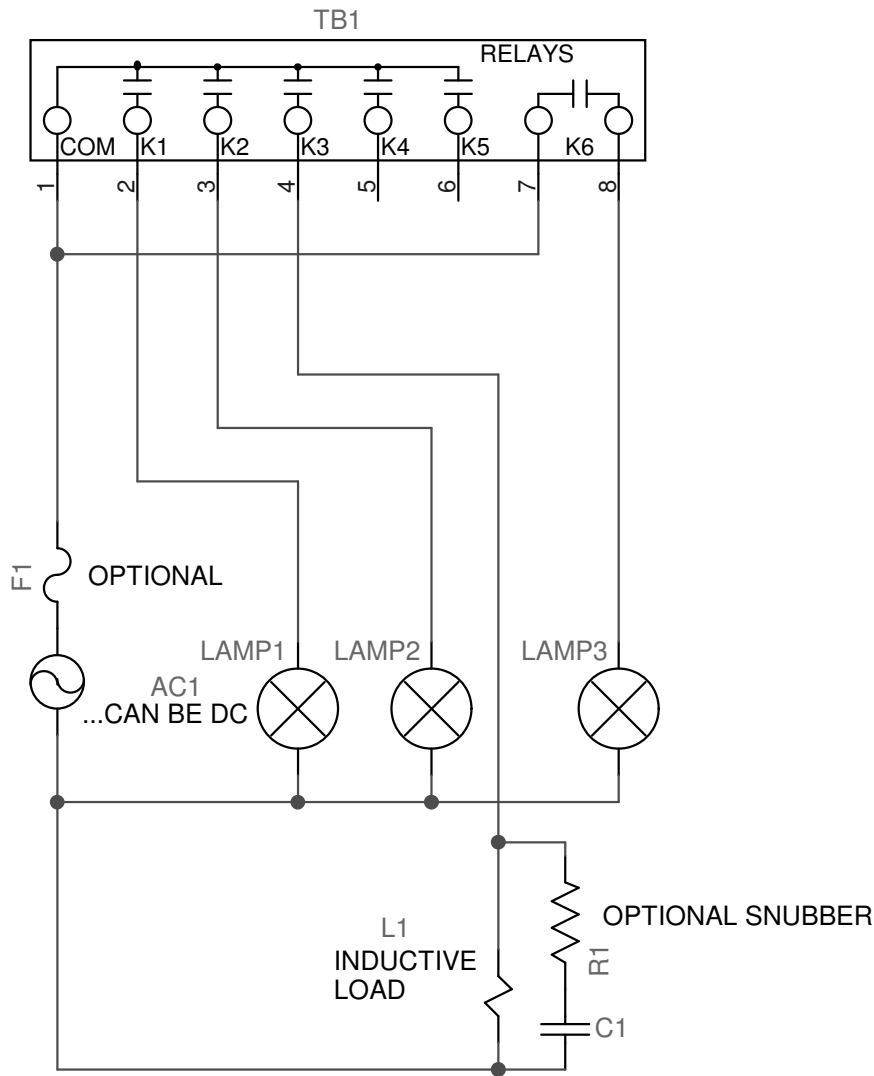 TB1
RELAYS
COM
K1
K2
K3
K4
K5
K6
1
2
3
4
5
6
7
8
F1
OPTIONAL
LAMP1
LAMP2
LAMP3
AC1
...CAN BE DC
OPTIONAL SNUBBER
L1
INDUCTIVE
LOAD
R1
C1